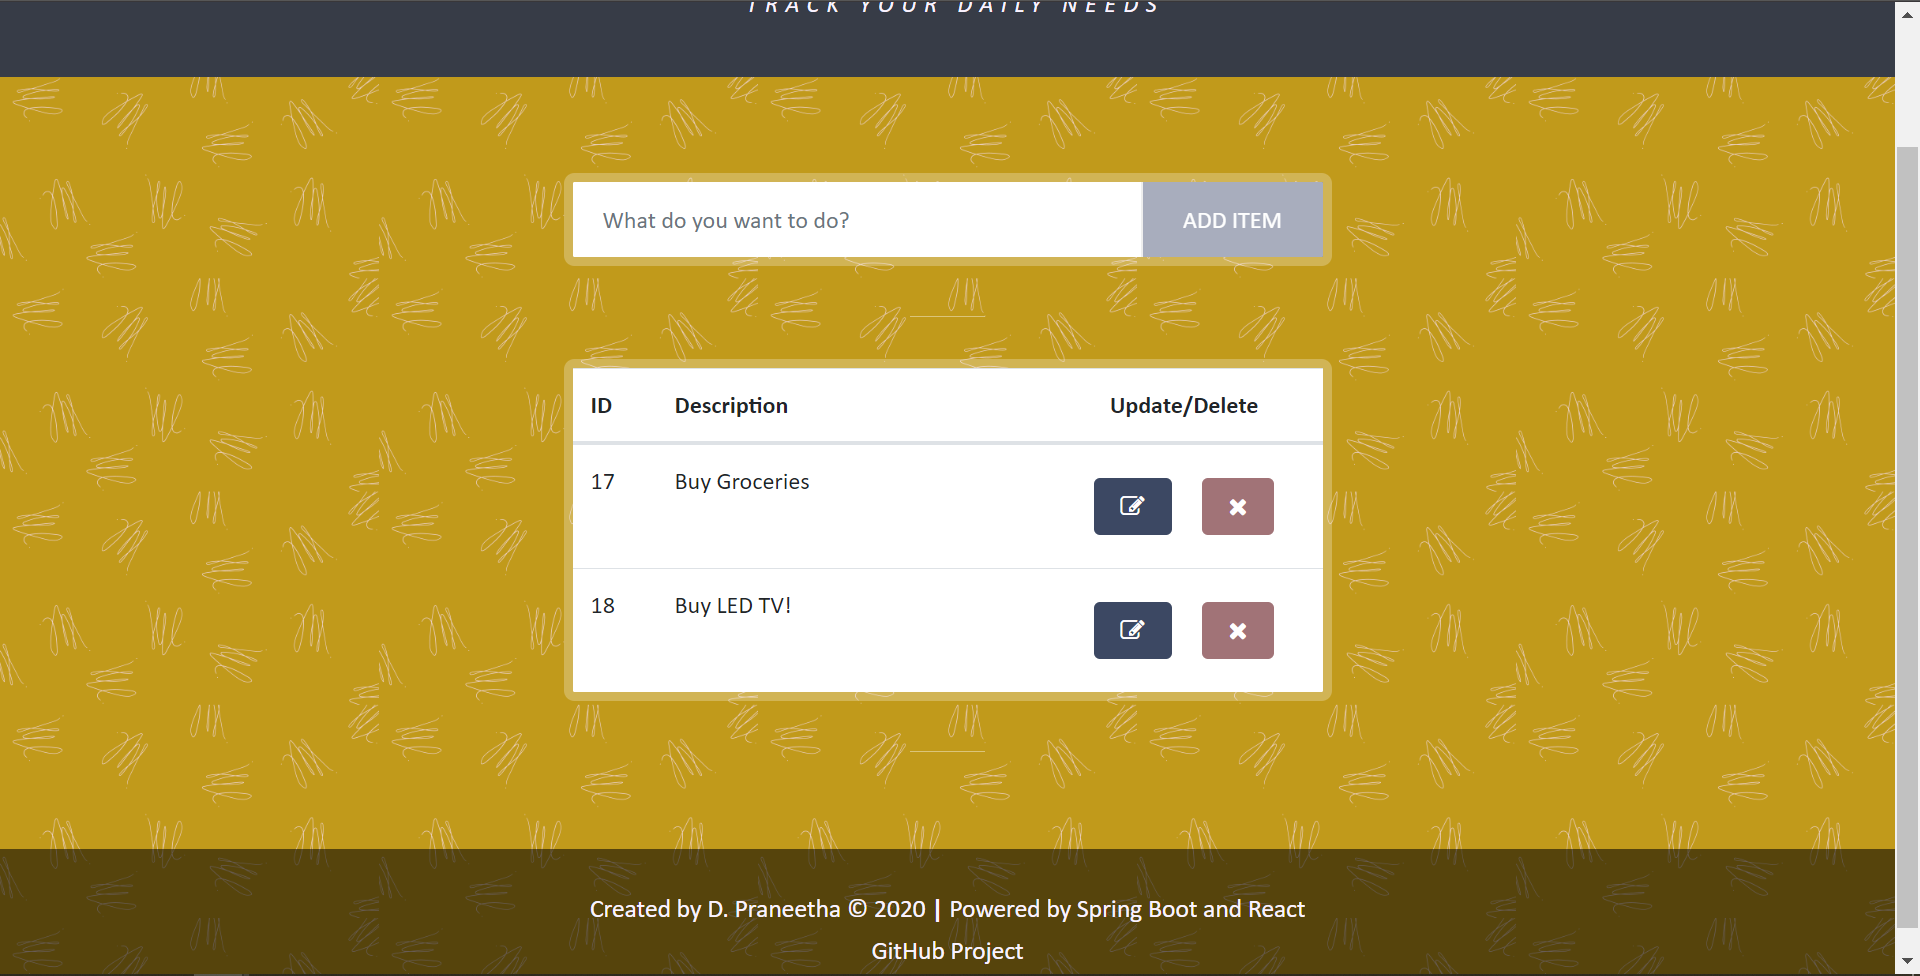 TRACK YOUR DAILY NEEDS
What do you want to do?
ADD ITEM
ID Description Update/Delete
17 Buy Groceries
18 Buy LED TV!
Created by D. Praneetha © 2020 | Powered by Spring Boot and React
GitHub Project